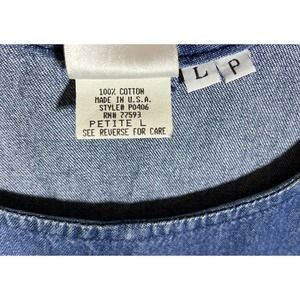 100% COTTON
MADE IN U.S.A.
STYLE# P0406
RN# 77593
PETITE L
SEE REVERSE FOR CARE
L P